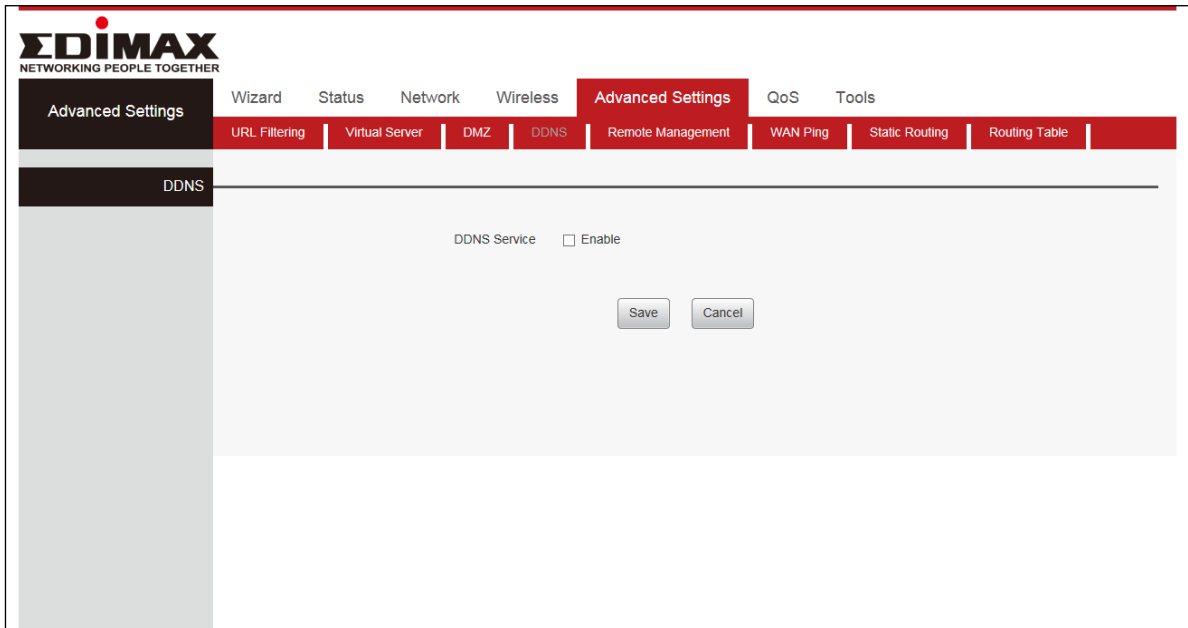 EDiMAX
NETWORKING PEOPLE TOGETHER
Advanced Settings
Wizard Status Network Wireless Advanced Settings QoS Tools
URL Filtering Virtual Server DMZ DDNS Remote Management WAN Ping Static Routing Routing Table
DDNS
DDNS Service Enable
Save Cancel